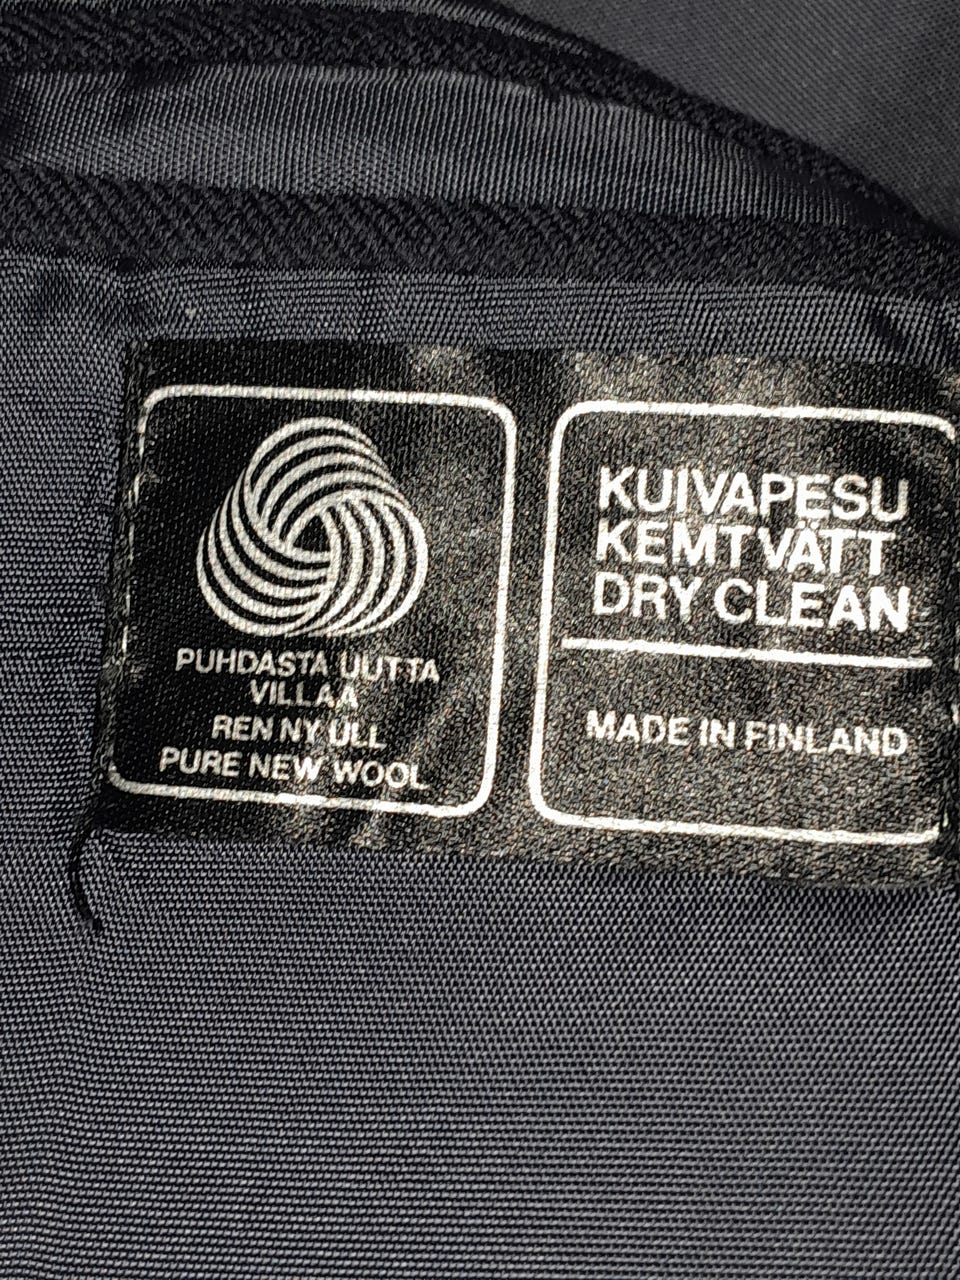 PUHDASTA UUTTA
VILLAA
REN NY ULL
PURE NEW WOOL
KUIVAPESU
KEMTVÄTT
DRY CLEAN
MADE IN FINLAND